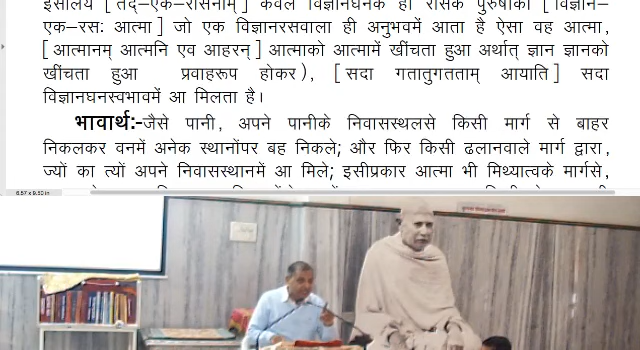 [तद्–एक–रसिनाम्] केवल विज्ञानघनके ही रसिक पुरुषोंको [विज्ञान–
एक–रसः आत्मा] जो एक विज्ञानरसवाला ही अनुभवमें आता है ऐसा वह आत्मा,
[आत्मानम् आत्मनि एव आहरन्] आत्माको आत्मामें खींचता हुआ अर्थात् ज्ञान ज्ञानको
खींचता हुआ प्रवाहरूप होकर), [सदा गतानुगतताम् आयाति] सदा
विज्ञानघनस्वभावमें आ मिलता है।
भावार्थः-जैसे पानी, अपने पानीके निवासस्थलसे किसी मार्ग से बाहर
निकलकर वनमें अनेक स्थानोंपर बह निकले; और फिर किसी ढलानवाले मार्ग द्वारा,
ज्यों का त्यों अपने निवासस्थानमें आ मिले; इसीप्रकार आत्मा भी मिथ्यात्वके मार्गसे,